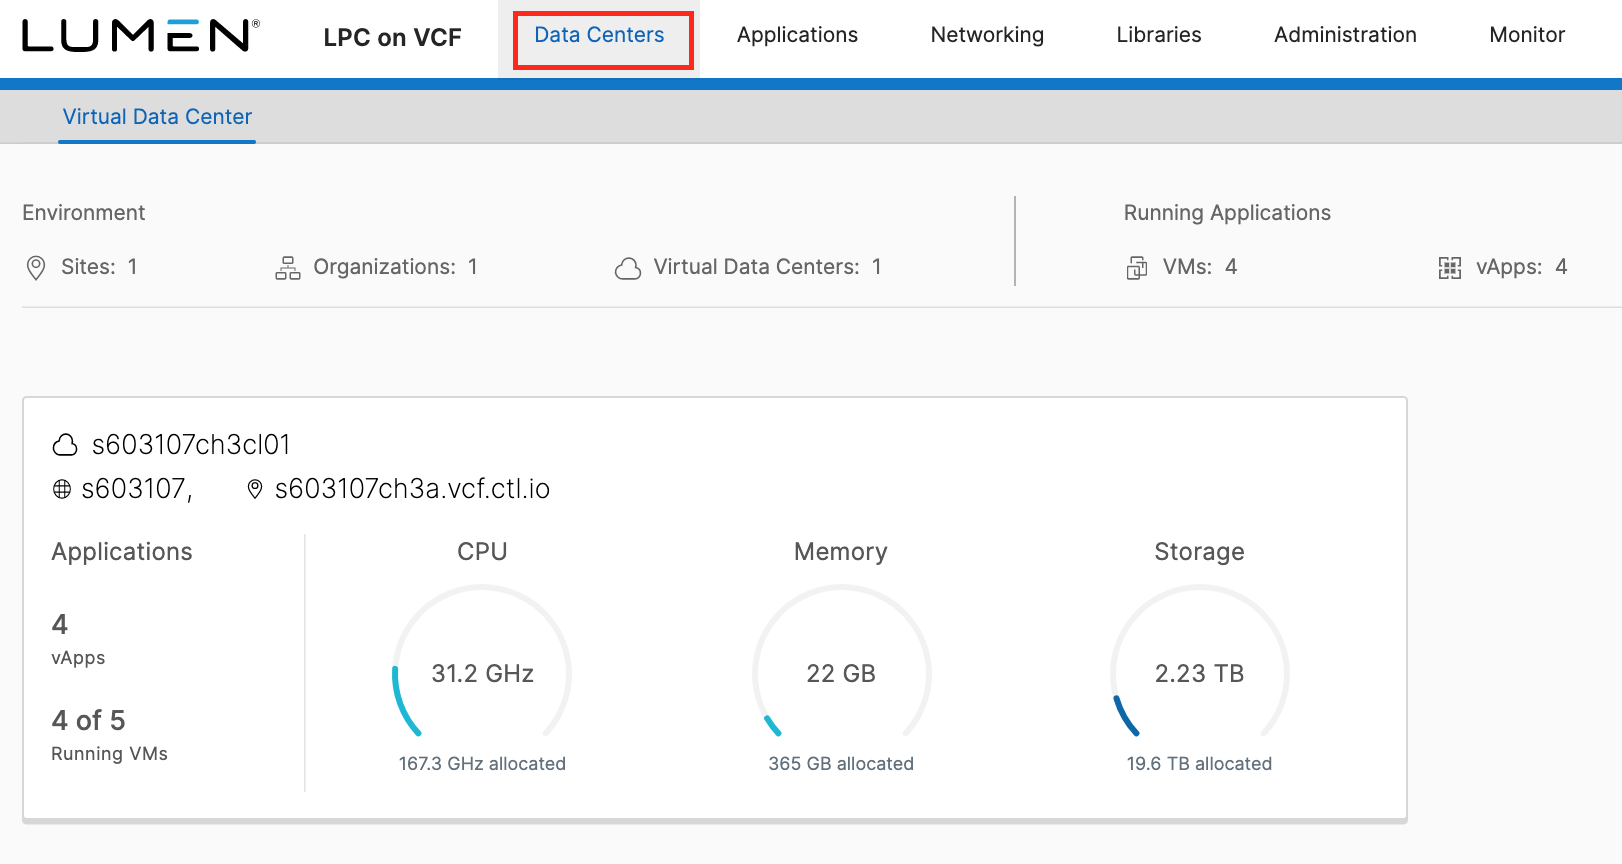 LUMEN®
LPC on VCF
Data Centers
Applications
Networking
Libraries
Administration
Monitor
Virtual Data Center
Environment
Sites: 1
Organizations: 1
Virtual Data Centers: 1
Running Applications
VMs: 4
vApps: 4
s603107ch3cl01
s603107,
s603107ch3a.vcf.ctl.io
Applications
4
vApps
4 of 5
Running VMs
CPU
31.2 GHz
167.3 GHz allocated
Memory
22 GB
365 GB allocated
Storage
2.23 TB
19.6 TB allocated